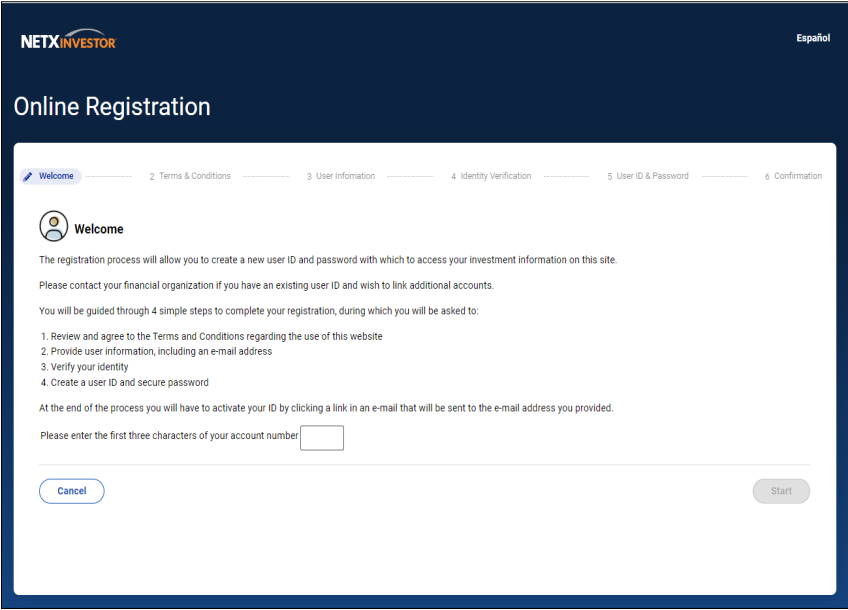 NETXINVESTOR
Español
Online Registration
Welcome
2 Terms & Conditions
3 User Infomation
4 Identity Verification
5 User ID & Password
6 Confirmation
Welcome
The registration process will allow you to create a new user ID and password with which to access your investment information on this site.
Please contact your financial organization if you have an existing user ID and wish to link additional accounts.
You will be guided through 4 simple steps to complete your registration, during which you will be asked to:
1. Review and agree to the Terms and Conditions regarding the use of this website
2. Provide user information, including an e-mail address
3. Verify your identity
4. Create a user ID and secure password
At the end of the process you will have to activate your ID by clicking a link in an e-mail that will be sent to the e-mail address you provided.
Please enter the first three characters of your account number
Cancel
Start